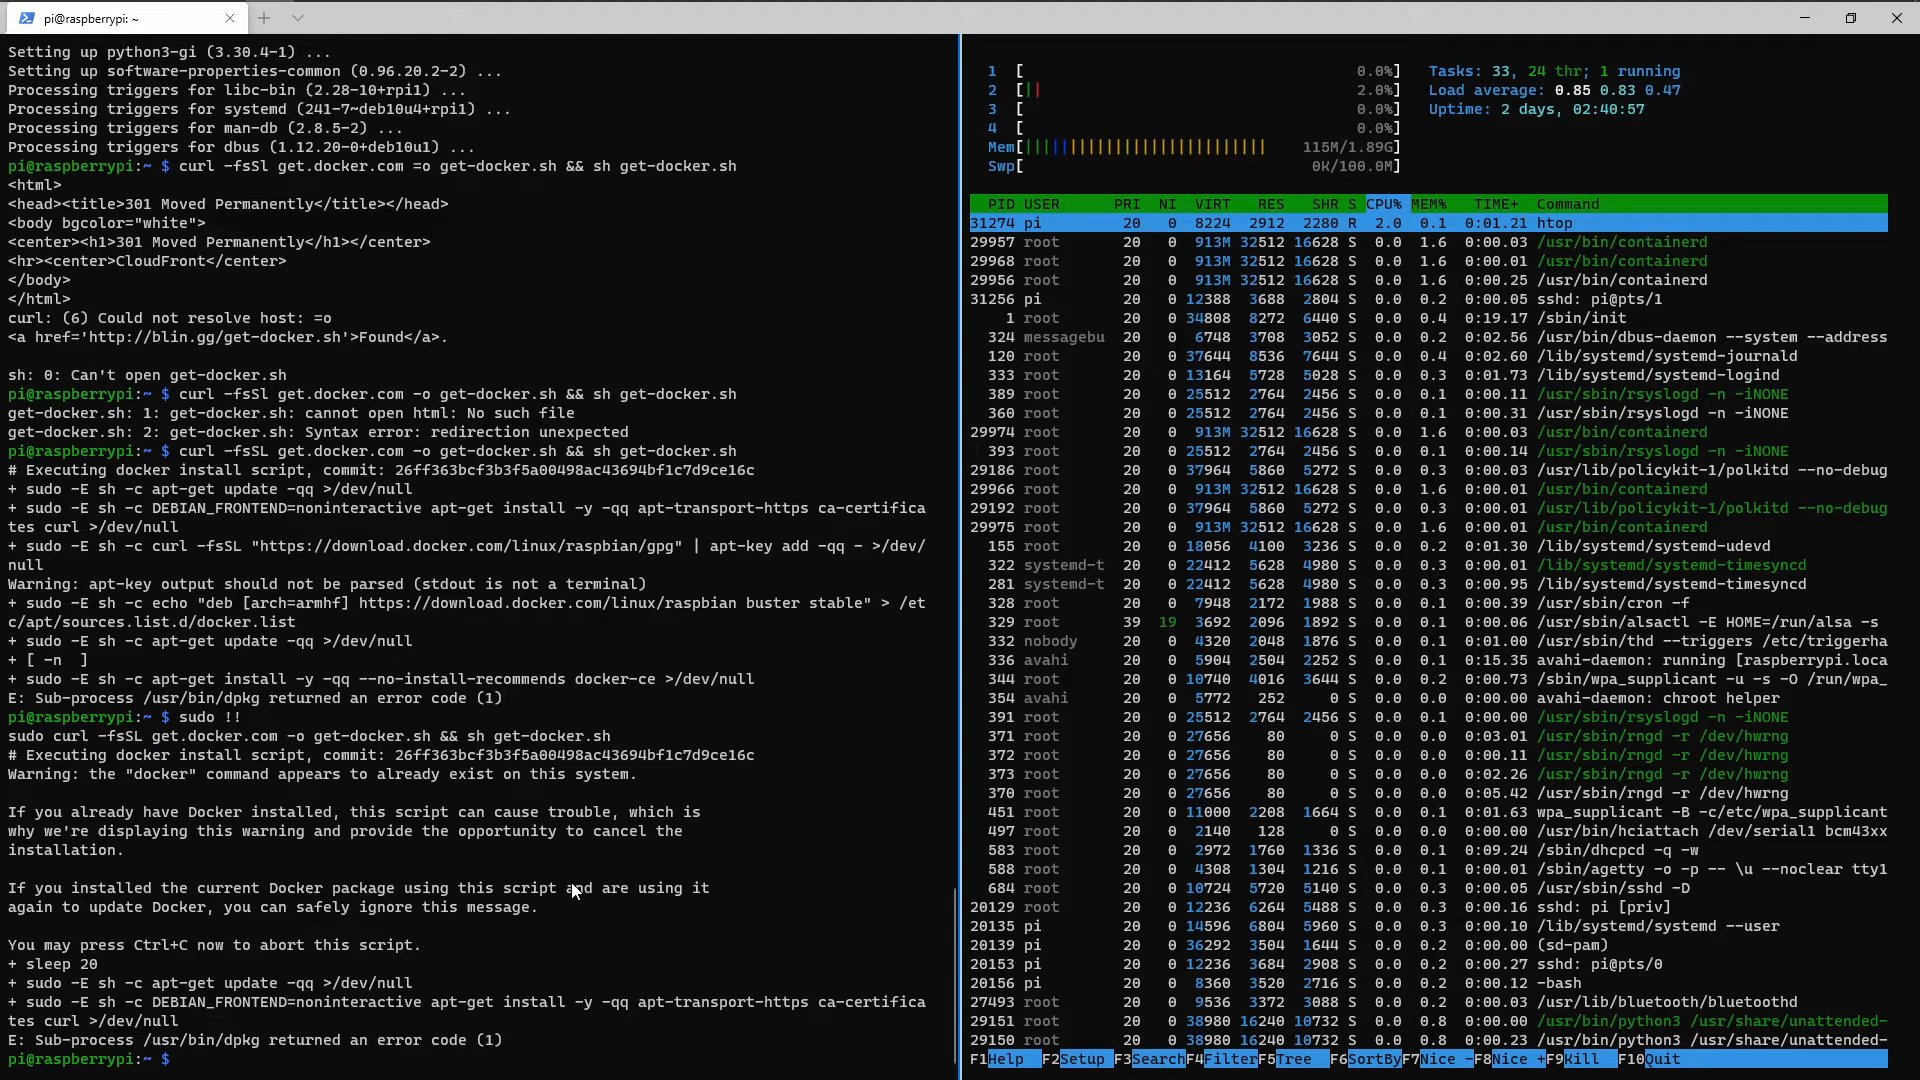 pi@raspberrypi: ~
Setting up python3-gi (3.30.4-1) ...
Setting up software-properties-common (0.96.20.2-2) ...
Processing triggers for libc-bin (2.28-10+rpi1) ...
Processing triggers for systemd (241-7~deb10u4+rpi1) ...
Processing triggers for man-db (2.8.5-2) ...
Processing triggers for dbus (1.12.20-0+deb10u1) ...
pi@raspberrypi:~ $ curl -fsSl get.docker.com =o get-docker.sh && sh get-docker.sh
<html>
<head><title>301 Moved Permanently</title></head>
<body bgcolor="white">
<center><h1>301 Moved Permanently</h1></center>
<hr><center>CloudFront</center>
</body>
</html>
curl: (6) Could not resolve host: =o
<a href='http://blin.gg/get-docker.sh'>Found</a>.
sh: 0: Can't open get-docker.sh
pi@raspberrypi:~ $ curl -fsSl get.docker.com -o get-docker.sh && sh get-docker.sh
get-docker.sh: 1: get-docker.sh: cannot open html: No such file
get-docker.sh: 2: get-docker.sh: Syntax error: redirection unexpected
pi@raspberrypi:~ $ curl -fsSL get.docker.com -o get-docker.sh && sh get-docker.sh
# Executing docker install script, commit: 26ff363bcf3b3f5a00498ac43694bf1c7d9ce16c
+ sudo -E sh -c apt-get update -qq >/dev/null
+ sudo -E sh -c DEBIAN_FRONTEND=noninteractive apt-get install -y -qq apt-transport-https ca-certifica
tes curl >/dev/null
+ sudo -E sh -c curl -fsSL "https://download.docker.com/linux/raspbian/gpg" | apt-key add -qq - >/dev/
null
Warning: apt-key output should not be parsed (stdout is not a terminal)
+ sudo -E sh -c echo "deb [arch=armhf] https://download.docker.com/linux/raspbian buster stable" > /et
c/apt/sources.list.d/docker.list
+ sudo -E sh -c apt-get update -qq >/dev/null
+ [ -n  ]
+ sudo -E sh -c apt-get install -y -qq --no-install-recommends docker-ce >/dev/null
E: Sub-process /usr/bin/dpkg returned an error code (1)
pi@raspberrypi:~ $ sudo !!
sudo curl -fsSL get.docker.com -o get-docker.sh && sh get-docker.sh
# Executing docker install script, commit: 26ff363bcf3b3f5a00498ac43694bf1c7d9ce16c
Warning: the "docker" command appears to already exist on this system.
If you already have Docker installed, this script can cause trouble, which is
why we're displaying this warning and provide the opportunity to cancel the
installation.
If you installed the current Docker package using this script and are using it
again to update Docker, you can safely ignore this message.
You may press Ctrl+C now to abort this script.
+ sleep 20
+ sudo -E sh -c apt-get update -qq >/dev/null
+ sudo -E sh -c DEBIAN_FRONTEND=noninteractive apt-get install -y -qq apt-transport-https ca-certifica
tes curl >/dev/null
E: Sub-process /usr/bin/dpkg returned an error code (1)
pi@raspberrypi:~ $
1 [ 0.0%] Tasks: 33, 24 thr; 1 running
2 [|| 2.0%] Load average: 0.85 0.83 0.47
3 [ 0.0%] Uptime: 2 days, 02:40:57
4 [ 0.0%]
Mem[||||||||||||||||||||||||||| 115M/1.89G]
Swp[ 0K/100.0M]
PID USER PRI NI VIRT RES SHR S CPU% MEM% TIME+ Command
31274 pi 20 0 8224 2912 2280 R 2.0 0.1 0:01.21 htop
29957 root 20 0 913M 32512 16628 S 0.0 1.6 0:00.03 /usr/bin/containerd
29968 root 20 0 913M 32512 16628 S 0.0 1.6 0:00.01 /usr/bin/containerd
29956 root 20 0 913M 32512 16628 S 0.0 1.6 0:00.25 /usr/bin/containerd
31256 pi 20 0 12388 3688 2804 S 0.0 0.2 0:00.05 sshd: pi@pts/1
1 root 20 0 34808 8272 6440 S 0.0 0.4 0:19.17 /sbin/init
324 messagebu 20 0 6748 3708 3052 S 0.0 0.2 0:02.56 /usr/bin/dbus-daemon --system --address
120 root 20 0 37644 8536 7644 S 0.0 0.4 0:02.60 /lib/systemd/systemd-journald
333 root 20 0 13164 5728 5028 S 0.0 0.3 0:01.73 /lib/systemd/systemd-logind
389 root 20 0 25512 2764 2456 S 0.0 0.1 0:00.11 /usr/sbin/rsyslogd -n -iNONE
360 root 20 0 25512 2764 2456 S 0.0 0.1 0:00.31 /usr/sbin/rsyslogd -n -iNONE
29974 root 20 0 913M 32512 16628 S 0.0 1.6 0:00.03 /usr/bin/containerd
393 root 20 0 25512 2764 2456 S 0.0 0.1 0:00.14 /usr/sbin/rsyslogd -n -iNONE
29186 root 20 0 37964 5860 5272 S 0.0 0.3 0:00.03 /usr/lib/policykit-1/polkitd --no-debug
29966 root 20 0 913M 32512 16628 S 0.0 1.6 0:00.01 /usr/bin/containerd
29192 root 20 0 37964 5860 5272 S 0.0 0.3 0:00.01 /usr/lib/policykit-1/polkitd --no-debug
29975 root 20 0 913M 32512 16628 S 0.0 1.6 0:00.01 /usr/bin/containerd
155 root 20 0 18056 4100 3236 S 0.0 0.2 0:01.30 /lib/systemd/systemd-udevd
322 systemd-t 20 0 22412 5628 4980 S 0.0 0.3 0:00.01 /lib/systemd/systemd-timesyncd
281 systemd-t 20 0 22412 5628 4980 S 0.0 0.3 0:00.95 /lib/systemd/systemd-timesyncd
328 root 20 0 7948 2172 1988 S 0.0 0.1 0:00.39 /usr/sbin/cron -f
329 root 39 19 3692 2096 1892 S 0.0 0.1 0:00.06 /usr/sbin/alsactl -E HOME=/run/alsa -s
332 nobody 20 0 4320 2048 1876 S 0.0 0.1 0:01.00 /usr/sbin/thd --triggers /etc/triggerha
336 avahi 20 0 5904 2504 2252 S 0.0 0.1 0:15.35 avahi-daemon: running [raspberrypi.loca
344 root 20 0 10740 4016 3644 S 0.0 0.2 0:00.73 /sbin/wpa_supplicant -u -s -O /run/wpa_
354 avahi 20 0 5772 252 0 S 0.0 0.0 0:00.00 avahi-daemon: chroot helper
391 root 20 0 25512 2764 2456 S 0.0 0.1 0:00.00 /usr/sbin/rsyslogd -n -iNONE
371 root 20 0 27656 80 0 S 0.0 0.0 0:03.01 /usr/sbin/rngd -r /dev/hwrng
372 root 20 0 27656 80 0 S 0.0 0.0 0:00.11 /usr/sbin/rngd -r /dev/hwrng
373 root 20 0 27656 80 0 S 0.0 0.0 0:02.26 /usr/sbin/rngd -r /dev/hwrng
370 root 20 0 27656 80 0 S 0.0 0.0 0:05.42 /usr/sbin/rngd -r /dev/hwrng
451 root 20 0 11000 2208 1664 S 0.0 0.1 0:01.63 wpa_supplicant -B -c/etc/wpa_supplicant
497 root 20 0 2140 128 0 S 0.0 0.0 0:00.00 /usr/bin/hciattach /dev/serial1 bcm43xx
583 root 20 0 2972 1760 1336 S 0.0 0.1 0:09.24 /sbin/dhcpcd -q -w
588 root 20 0 4308 1304 1216 S 0.0 0.1 0:00.01 /sbin/agetty -o -p -- \u --noclear tty1
684 root 20 0 10724 5720 5140 S 0.0 0.3 0:00.05 /usr/sbin/sshd -D
20129 root 20 0 12236 6264 5488 S 0.0 0.3 0:00.16 sshd: pi [priv]
20135 pi 20 0 14596 6804 5960 S 0.0 0.3 0:00.10 /lib/systemd/systemd --user
20139 pi 20 0 36292 3504 1644 S 0.0 0.2 0:00.00 (sd-pam)
20153 pi 20 0 12236 3684 2908 S 0.0 0.2 0:00.27 sshd: pi@pts/0
20156 pi 20 0 8360 3520 2716 S 0.0 0.2 0:00.12 -bash
27493 root 20 0 9536 3372 3088 S 0.0 0.2 0:00.03 /usr/lib/bluetooth/bluetoothd
29151 root 20 0 38980 16240 10732 S 0.0 0.8 0:00.00 /usr/bin/python3 /usr/share/unattended-
29150 root 20 0 38980 16240 10732 S 0.0 0.8 0:00.23 /usr/bin/python3 /usr/share/unattended-
F1Help F2Setup F3SearchF4FilterF5Tree F6SortByF7Nice -F8Nice +F9Kill F10Quit